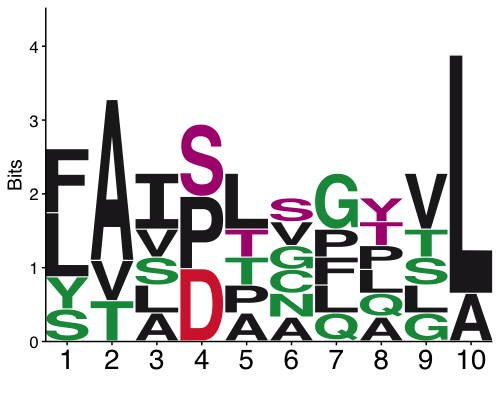 Bits
4
3
2
1
0
F L Y S
A V T
I V S L A
S P D
L T T P A
S V G C N A
G P F L Q
Y T P L Q A
V T S L G
L A
1 2 3 4 5 6 7 8 9 10